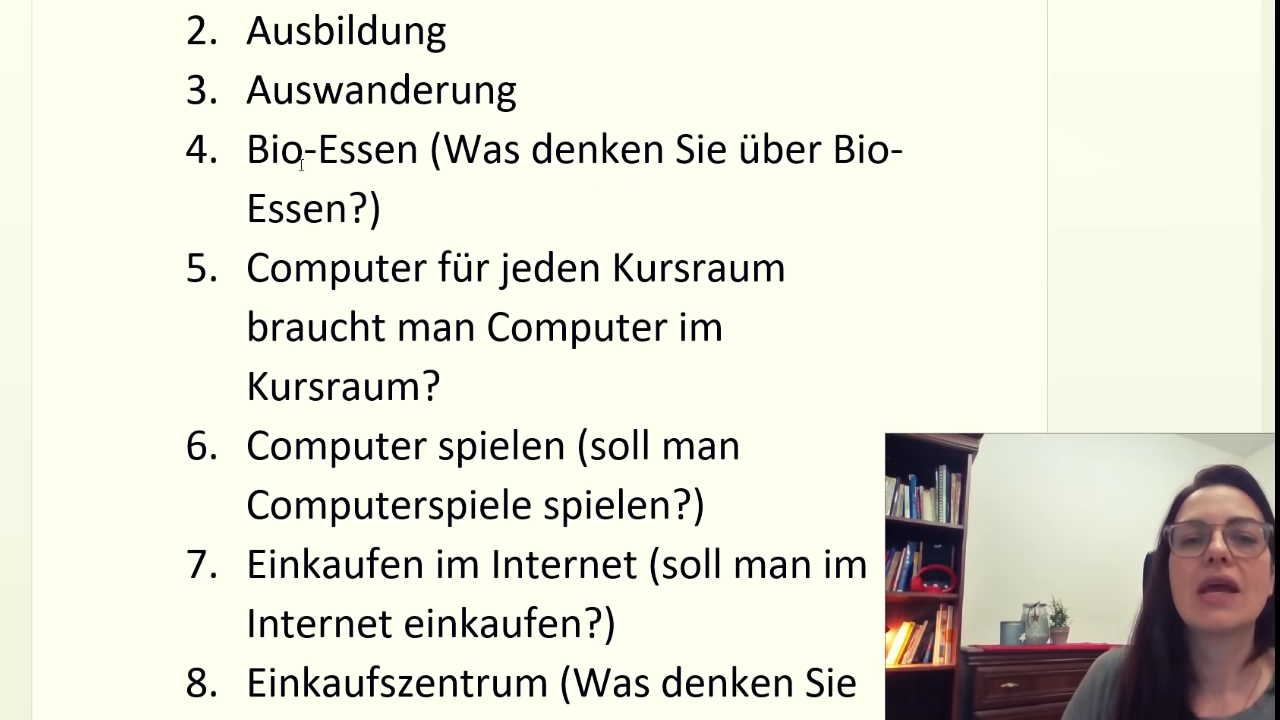 2. Ausbildung
3. Auswanderung
4. Bio-Essen (Was denken Sie über Bio-
Essen?)
5. Computer für jeden Kursraum
braucht man Computer im
Kursraum?
6. Computer spielen (soll man
Computerspiele spielen?)
7. Einkaufen im Internet (soll man im
Internet einkaufen?)
8. Einkaufszentrum (Was denken Sie